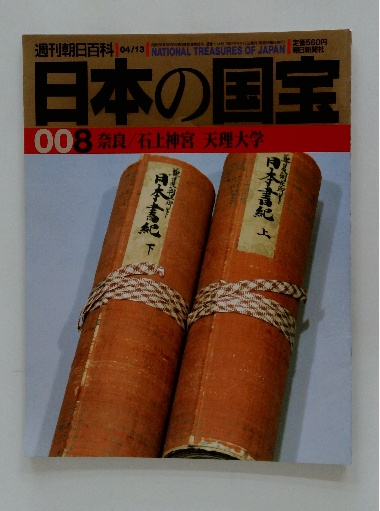 週刊朝日百科 04/13 NATIONAL TREASURES OF JAPAN 定価560円
朝日新聞社
日本の国宝
008 奈良/石上神宮 天理大学
日本書紀 下
日本書紀 上